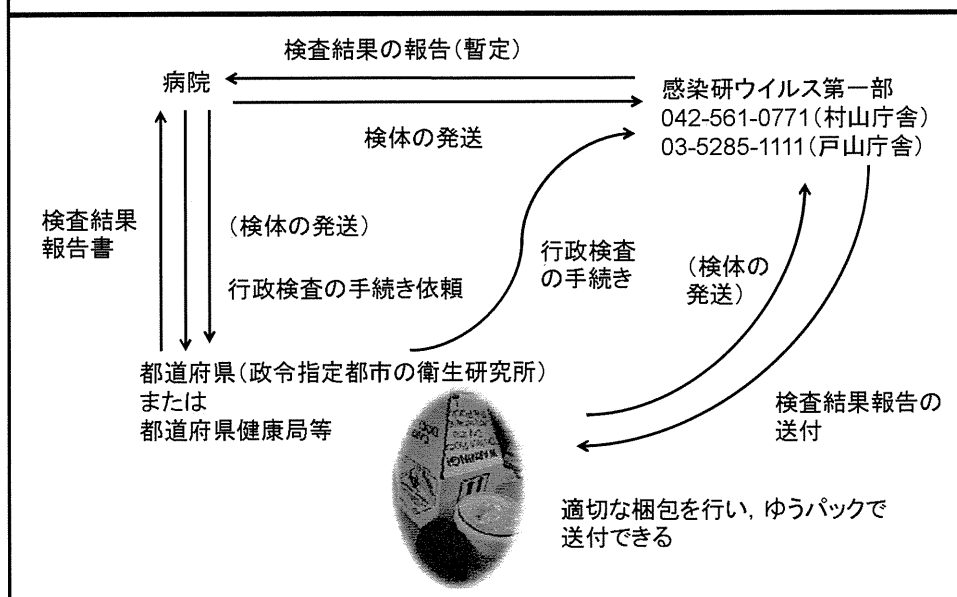 検査結果の報告(暫定)
病院
感染研ウイルス第一部
042-561-0771(村山庁舎)
03-5285-1111(戸山庁舎)
検体の発送
検査結果
報告書
(検体の発送)
行政検査の手続き依頼
行政検査
の手続き
(検体の
発送)
都道府県(政令指定都市の衛生研究所)
または
都道府県健康局等
検査結果報告の
送付
適切な梱包を行い, ゆうパックで
送付できる